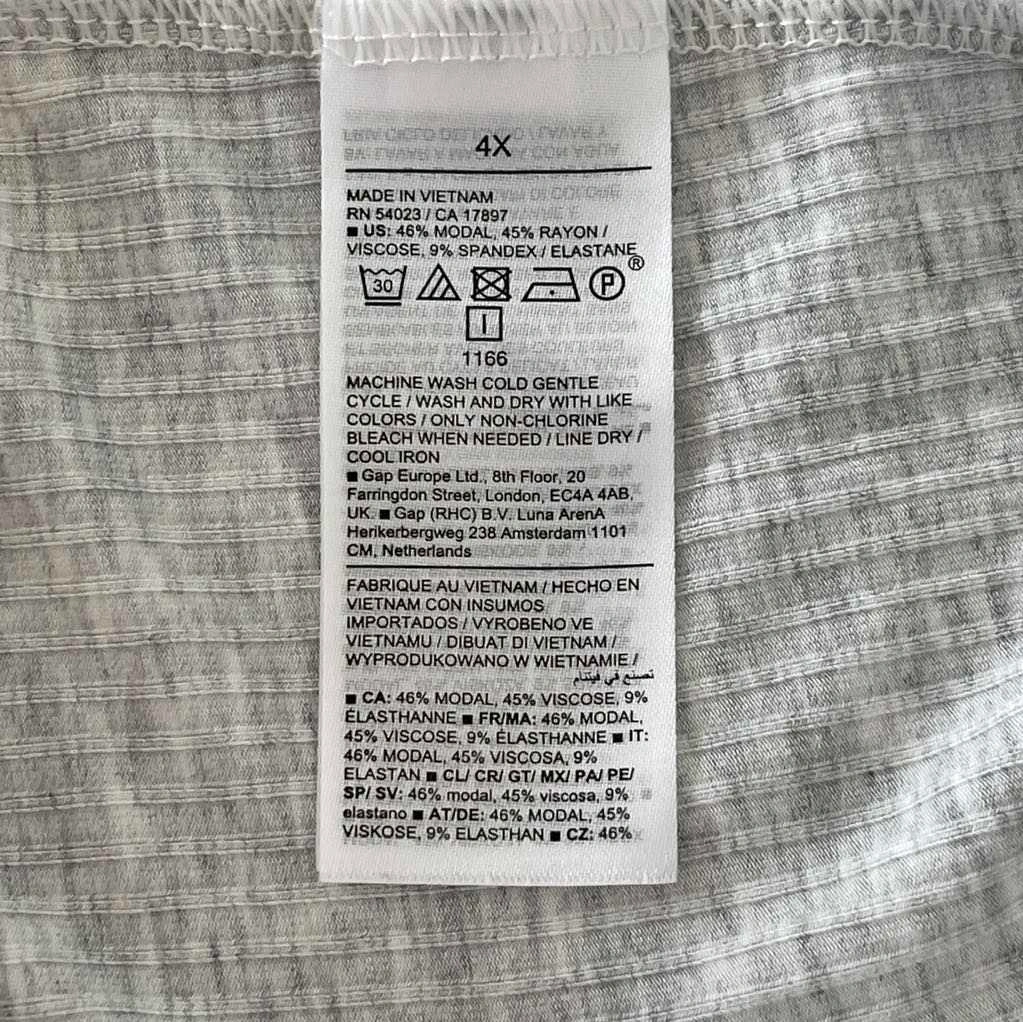 4X
MADE IN VIETNAM
RN 54023 / CA 17897
■ US: 46% MODAL, 45% RAYON /
VISCOSE, 9% SPANDEX / ELASTANE
30 P ®
I
1166
MACHINE WASH COLD GENTLE
CYCLE / WASH AND DRY WITH LIKE
COLORS / ONLY NON-CHLORINE
BLEACH WHEN NEEDED / LINE DRY /
COOL IRON
■ Gap Europe Ltd., 8th Floor, 20
Farringdon Street, London, EC4A 4AB,
UK. ■ Gap (RHC) B.V. Luna ArenA
Herikerbergweg 238 Amsterdam 1101
CM, Netherlands
FABRIQUE AU VIETNAM / HECHO EN
VIETNAM CON INSUMOS
IMPORTADOS / VYROBENO VE
VIETNAMU / DIBUAT DI VIETNAM /
WYPRODUKOWANO W WIETNAMIE /
تصنع في فيتنام
■ CA: 46% MODAL, 45% VISCOSE, 9%
ÉLASTHANNE ■ FR/MA: 46% MODAL,
45% VISCOSE, 9% ÉLASTHANNE ■ IT:
46% MODAL, 45% VISCOSA, 9%
ELASTAN ■ CL/ CR/ GT/ MX/ PA/ PE/
SP/ SV: 46% modal, 45% viscosa, 9%
elastano ■ AT/DE: 46% MODAL, 45%
VISKOSE, 9% ELASTHAN ■ CZ: 46%